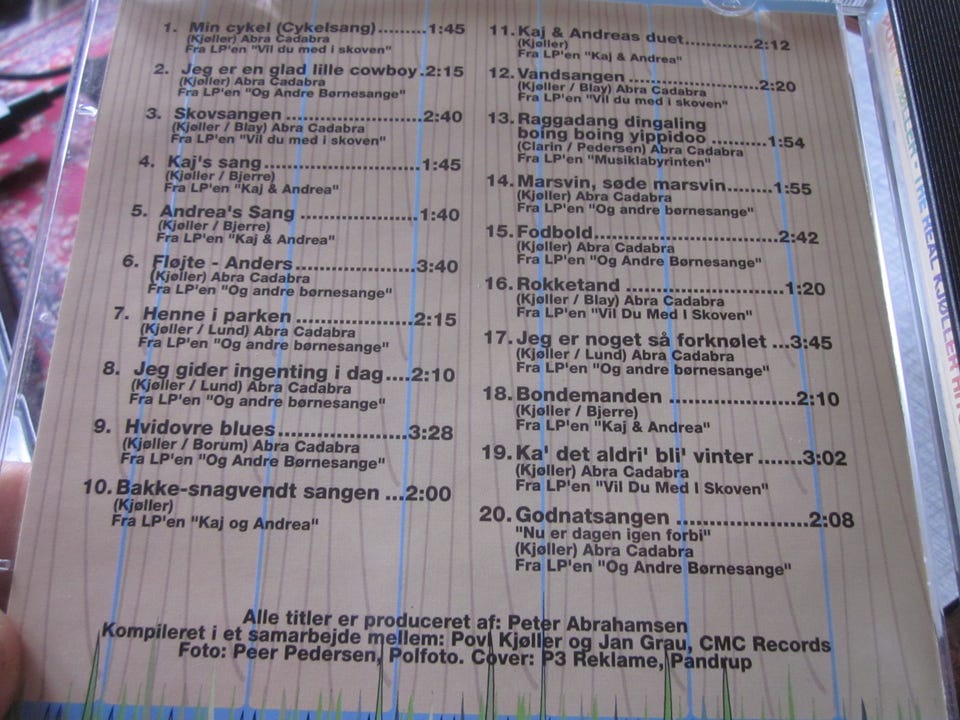 1. Min cykel (Cykelsang).........1:45
(Kjøller) Abra Cadabra
Fra LP'en "Vil du med i skoven"
2. Jeg er en glad lille cowboy.2:15
(Kjøller) Abra Cadabra
Fra LP'en "Og Andre Børnesange"
3. Skovsangen.......................2:40
(Kjøller / Blay) Abra Cadabra
Fra LP'en "Vil du med i skoven"
4. Kaj's sang..........................1:45
(Kjøller / Bjerre)
Fra LP'en "Kaj & Andrea"
5. Andrea's Sang ...................1:40
(Kjøller / Bjerre)
Fra LP'en "Kaj & Andrea"
6. Fløjte - Anders....................3:40
(Kjøller) Abra Cadabra
Fra LP'en "Og andre børnesange"
7. Henne i parken ...................2:15
(Kjøller / Lund) Abra Cadabra
Fra LP'en "Og andre børnesange"
8. Jeg gider ingenting i dag....2:10
(Kjøller / Lund) Abra Cadabra
Fra LP'en "Og andre børnesange"
9. Hvidovre blues....................3:28
(Kjøller / Borum) Abra Cadabra
Fra LP'en "Og Andre Børnesange"
10. Bakke-snagvendt sangen ...2:00
(Kjøller)
Fra LP'en "Kaj og Andrea"
11. Kaj & Andreas duet...........2:12
(Kjøller)
Fra LP'en "Kaj & Andrea"
12. Vandsangen ......................2:20
(Kjøller / Blay) Abra Cadabra
Fra LP'en "Vil du med i skoven"
13. Raggadang dingaling
boing boing yippidoo .........1:54
(Clarin / Pedersen) Abra Cadabra
Fra LP'en "Musiklabyrinten"
14. Marsvin, søde marsvin.......1:55
(Kjøller) Abra Cadabra
Fra LP'en "Og andre børnesange"
15. Fodbold.............................2:42
(Kjøller) Abra Cadabra
Fra LP'en "Og Andre Børnesange"
16. Rokketand .........................1:20
(Kjøller / Blay) Abra Cadabra
Fra LP'en "Vil Du Med I Skoven"
17. Jeg er noget så forknølet ...3:45
(Kjøller / Lund) Abra Cadabra
Fra LP'en "Og andre børnesange"
18. Bondemanden ....................2:10
(Kjøller / Bjerre)
Fra LP'en "Kaj & Andrea"
19. Ka' det aldri' bli' vinter .......3:02
(Kjøller) Abra Cadabra
Fra LP'en "Vil Du Med I Skoven"
20. Godnatsangen ....................2:08
"Nu er dagen igen forbi"
(Kjøller) Abra Cadabra
Fra LP'en "Og Andre Børnesange"
Alle titler er produceret af: Peter Abrahamsen
Kompileret i et samarbejde mellem: Povl Kjøller og Jan Grau, CMC Records
Foto: Peer Pedersen, Polfoto. Cover: P3 Reklame, Pandrup
THE REAL KJØLLER HITS